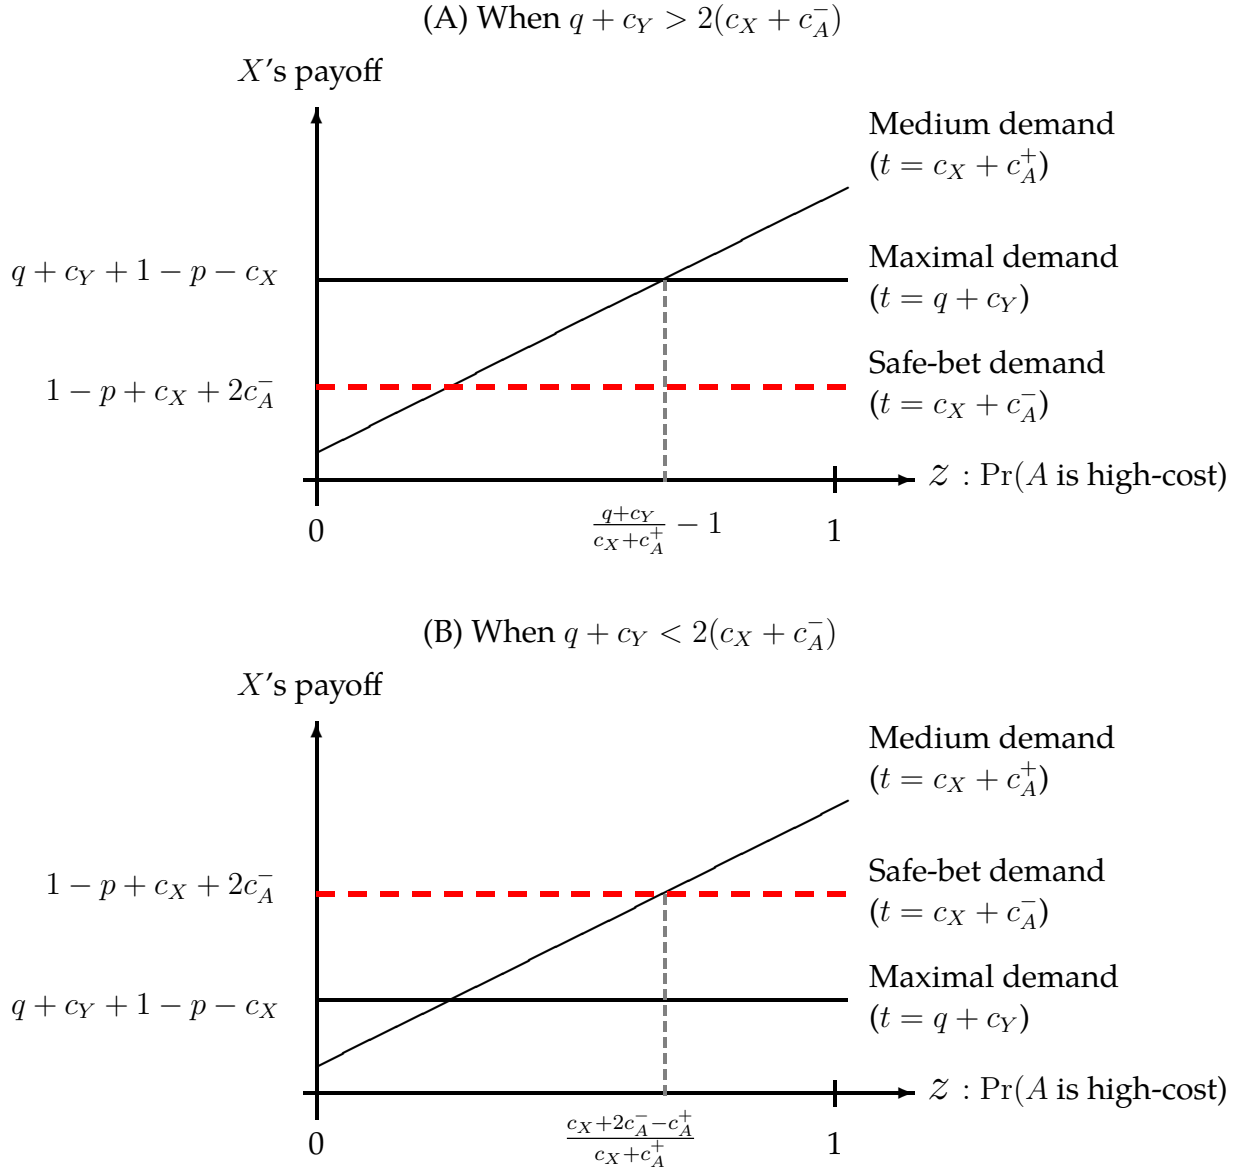 (A) When q + c_Y > 2(c_X + c_A^-)
X's payoff
Medium demand
(t = c_X + c_A^+)
q + c_Y + 1 − p − c_X
Maximal demand
(t = q + c_Y)
1 − p + c_X + 2c_A^-
Safe-bet demand
(t = c_X + c_A^-)
z : Pr(A is high-cost)
0
\frac{q+c_Y}{c_X+c_A^+} − 1
1
(B) When q + c_Y < 2(c_X + c_A^-)
X's payoff
Medium demand
(t = c_X + c_A^+)
1 − p + c_X + 2c_A^-
Safe-bet demand
(t = c_X + c_A^-)
q + c_Y + 1 − p − c_X
Maximal demand
(t = q + c_Y)
z : Pr(A is high-cost)
0
\frac{c_X+2c_A^-−c_A^+}{c_X+c_A^+}
1